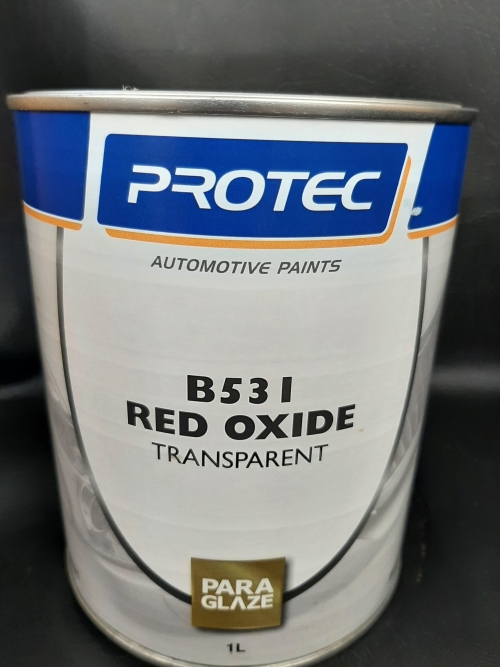 PROTEC
AUTOMOTIVE PAINTS
B531
RED OXIDE
TRANSPARENT
PARA
GLAZE
1L